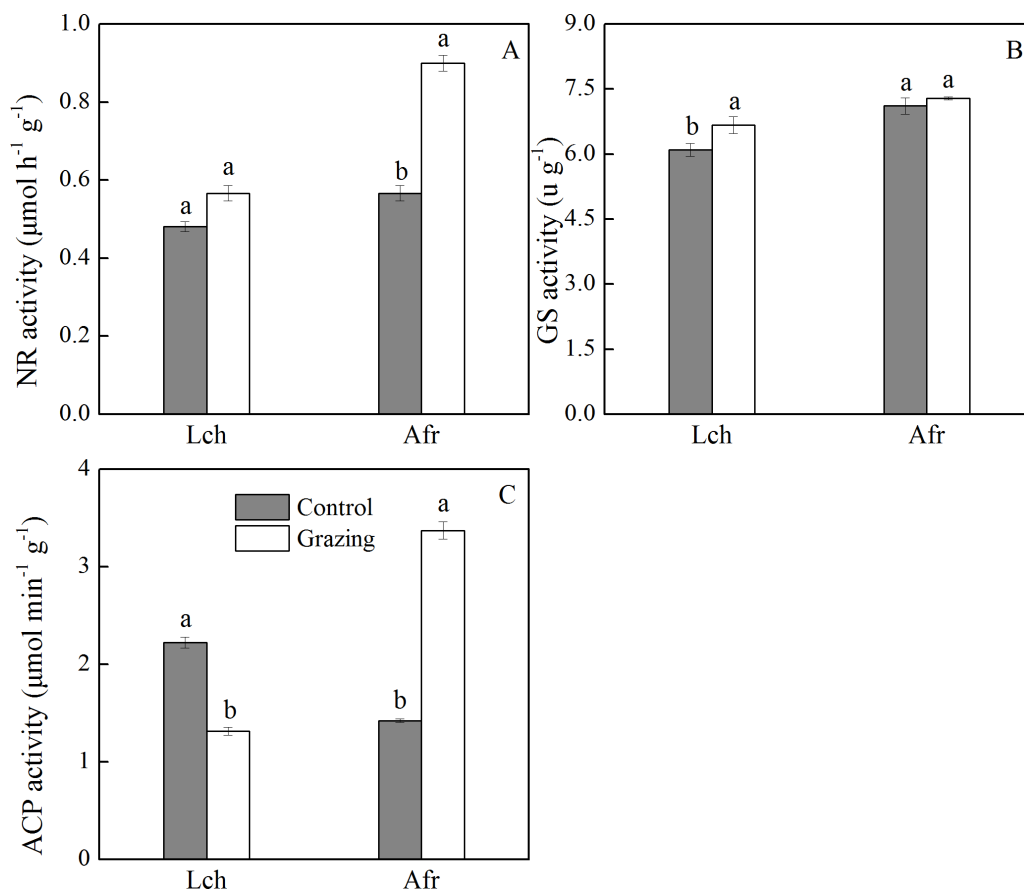 A
NR activity (μmol h⁻¹ g⁻¹)
1.0
0.8
0.6
0.4
0.2
0.0
a
a
b
a
Lch
Afr
B
GS activity (u g⁻¹)
9.0
7.5
6.0
4.5
3.0
1.5
0.0
b
a
a
a
Lch
Afr
C
ACP activity (μmol min⁻¹ g⁻¹)
4
3
2
1
0
Control
Grazing
a
b
b
a
Lch
Afr